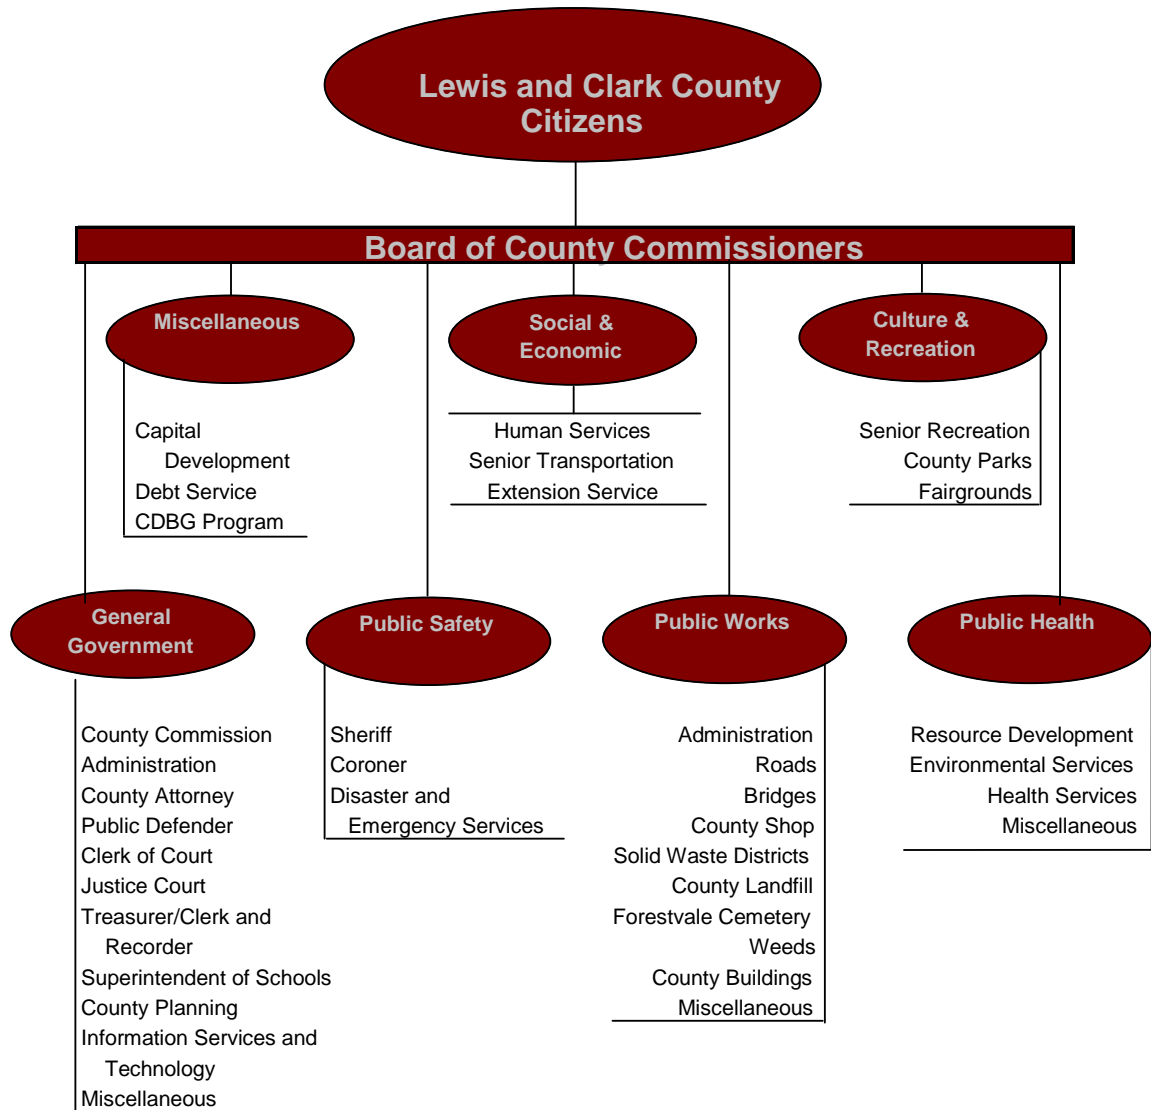 Lewis and Clark County
Citizens
Board of County Commissioners
Miscellaneous
Capital
Development
Debt Service
CDBG Program
Social &
Economic
Human Services
Senior Transportation
Extension Service
Culture &
Recreation
Senior Recreation
County Parks
Fairgrounds
General
Government
County Commission
Administration
County Attorney
Public Defender
Clerk of Court
Justice Court
Treasurer/Clerk and
Recorder
Superintendent of Schools
County Planning
Information Services and
Technology
Miscellaneous
Public Safety
Sheriff
Coroner
Disaster and
Emergency Services
Public Works
Administration
Roads
Bridges
County Shop
Solid Waste Districts
County Landfill
Forestvale Cemetery
Weeds
County Buildings
Miscellaneous
Public Health
Resource Development
Environmental Services
Health Services
Miscellaneous